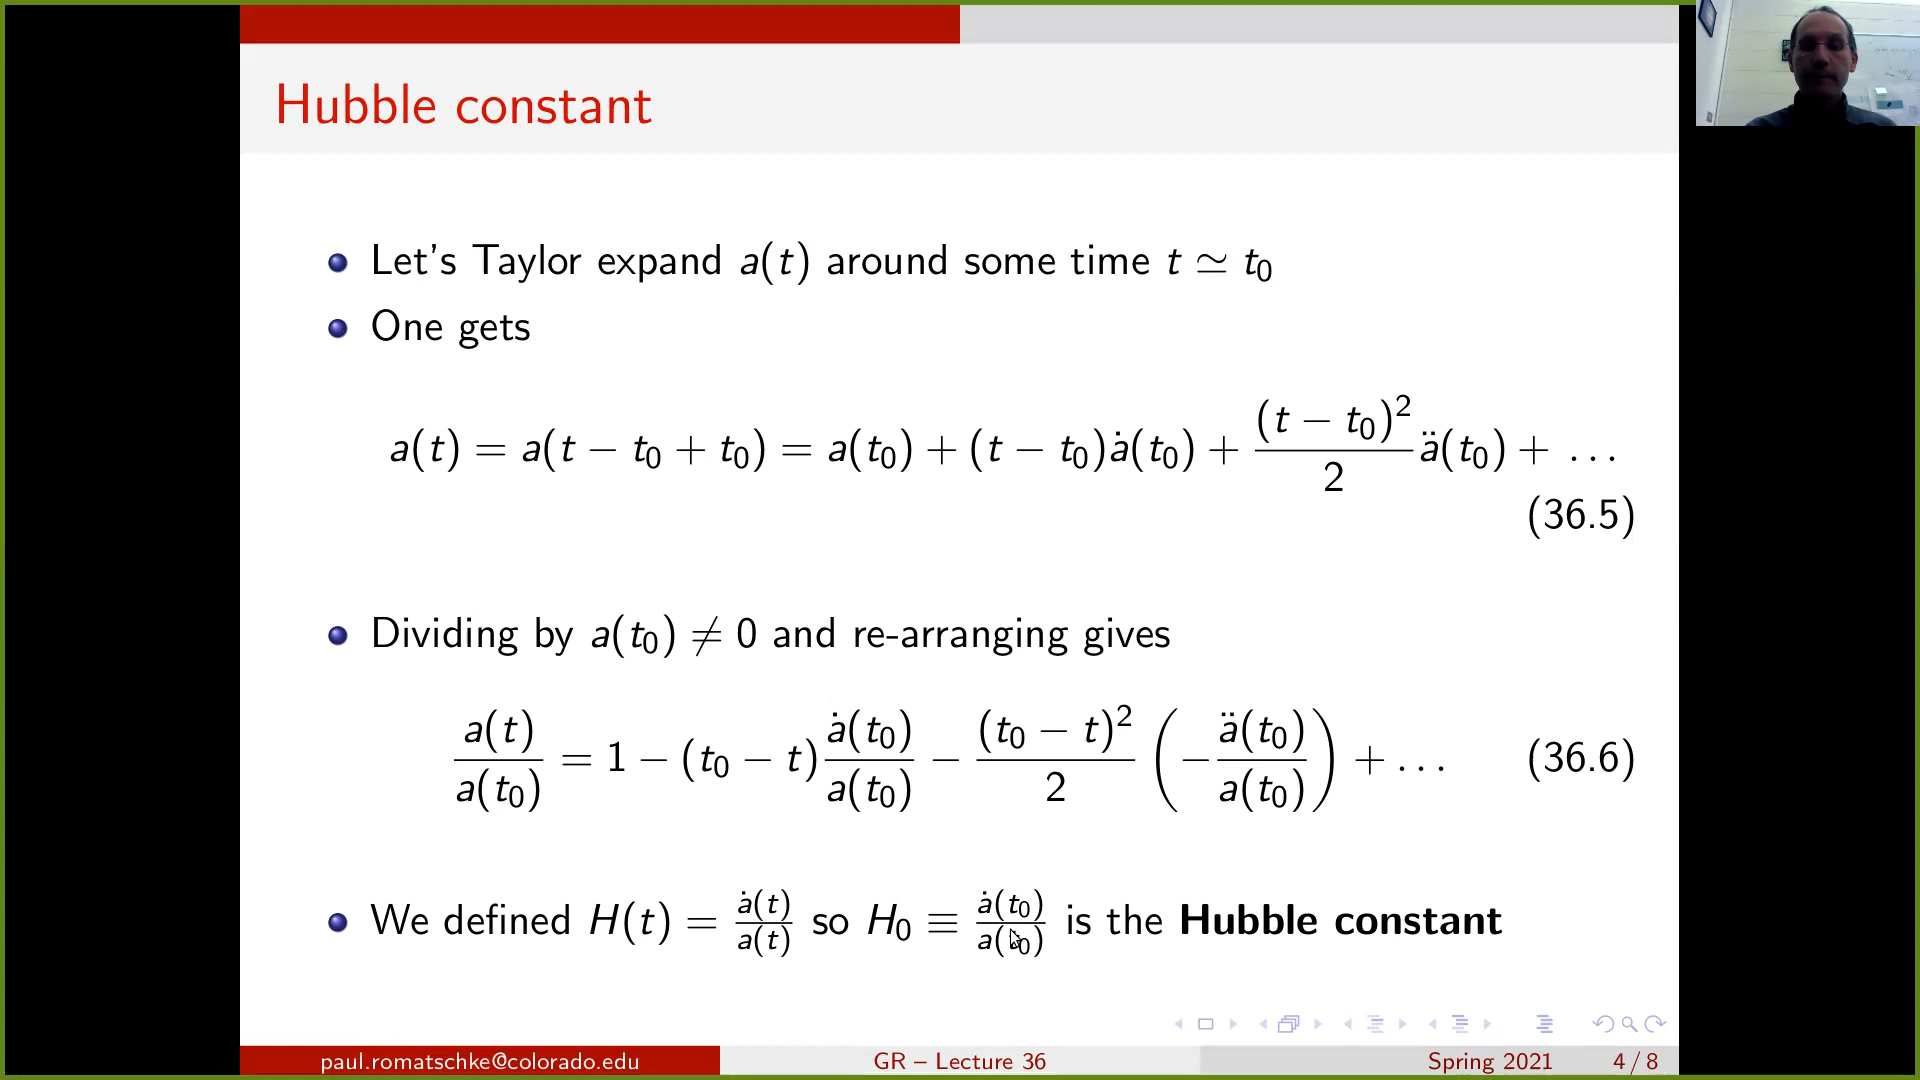 Hubble constant
Let's Taylor expand a(t) around some time t ≃ t₀
One gets
a(t) = a(t − t₀ + t₀) = a(t₀) + (t − t₀)ȧ(t₀) + (t − t₀)²/2 ä(t₀) + …
(36.5)
Dividing by a(t₀) ≠ 0 and re-arranging gives
a(t)/a(t₀) = 1 − (t₀ − t) ȧ(t₀)/a(t₀) − (t₀ − t)²/2 (− ä(t₀)/a(t₀)) + … (36.6)
We defined H(t) = ȧ(t)/a(t) so H₀ ≡ ȧ(t₀)/a(t₀) is the Hubble constant
paul.romatschke@colorado.edu GR – Lecture 36 Spring 2021 4 / 8